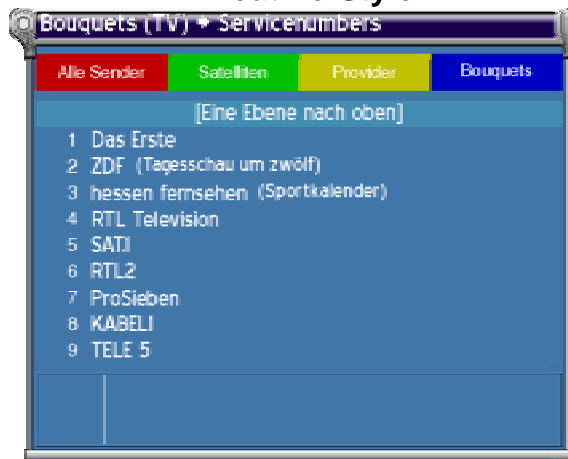 Bouquets (TV) → Servicenumbers
Alle Sender Satelliten Provider Bouquets
[Eine Ebene nach oben]
1 Das Erste
2 ZDF (Tagesschau um zwölf)
3 hessen fernsehen (Sportkalender)
4 RTL Television
5 SAT.1
6 RTL2
7 ProSieben
8 KABEL1
9 TELE 5